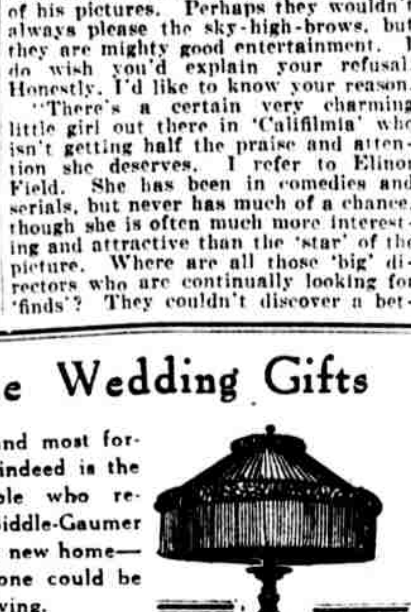 of his pictures. Perhaps they wouldn't
always please the sky-high-brows, but
they are mighty good entertainment. I
do wish you'd explain your refusal.
Honestly, I'd like to know your reason.
"There's a certain very charming
little girl out there in 'Califilmia' who
isn't getting half the praise and atten-
tion she deserves. I refer to Elinor
Field. She has been in comedies and
serials, but never has much of a chance,
though she is often much more interest-
ing and attractive than the 'star' of the
picture. Where are all those 'big' di-
rectors who are continually looking for
'finds'? They couldn't discover a bet-
e Wedding Gifts
and most for-
indeed is the
ple who re-
Biddle-Gaumer
new home—
one could be
ving.